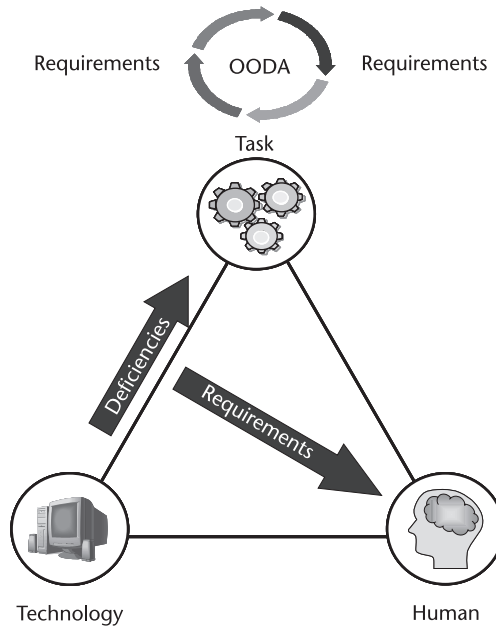 Requirements
OODA
Requirements
Task
Deficiencies
Requirements
Technology
Human